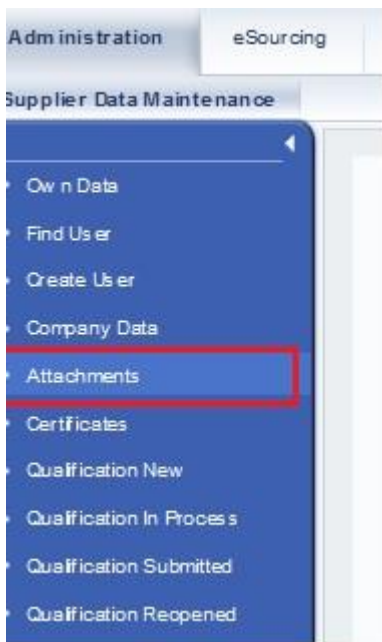 Administration eSourcing
Supplier Data Maintenance
Own Data
Find User
Create User
Company Data
Attachments
Certificates
Qualification New
Qualification In Process
Qualification Submitted
Qualification Reopened